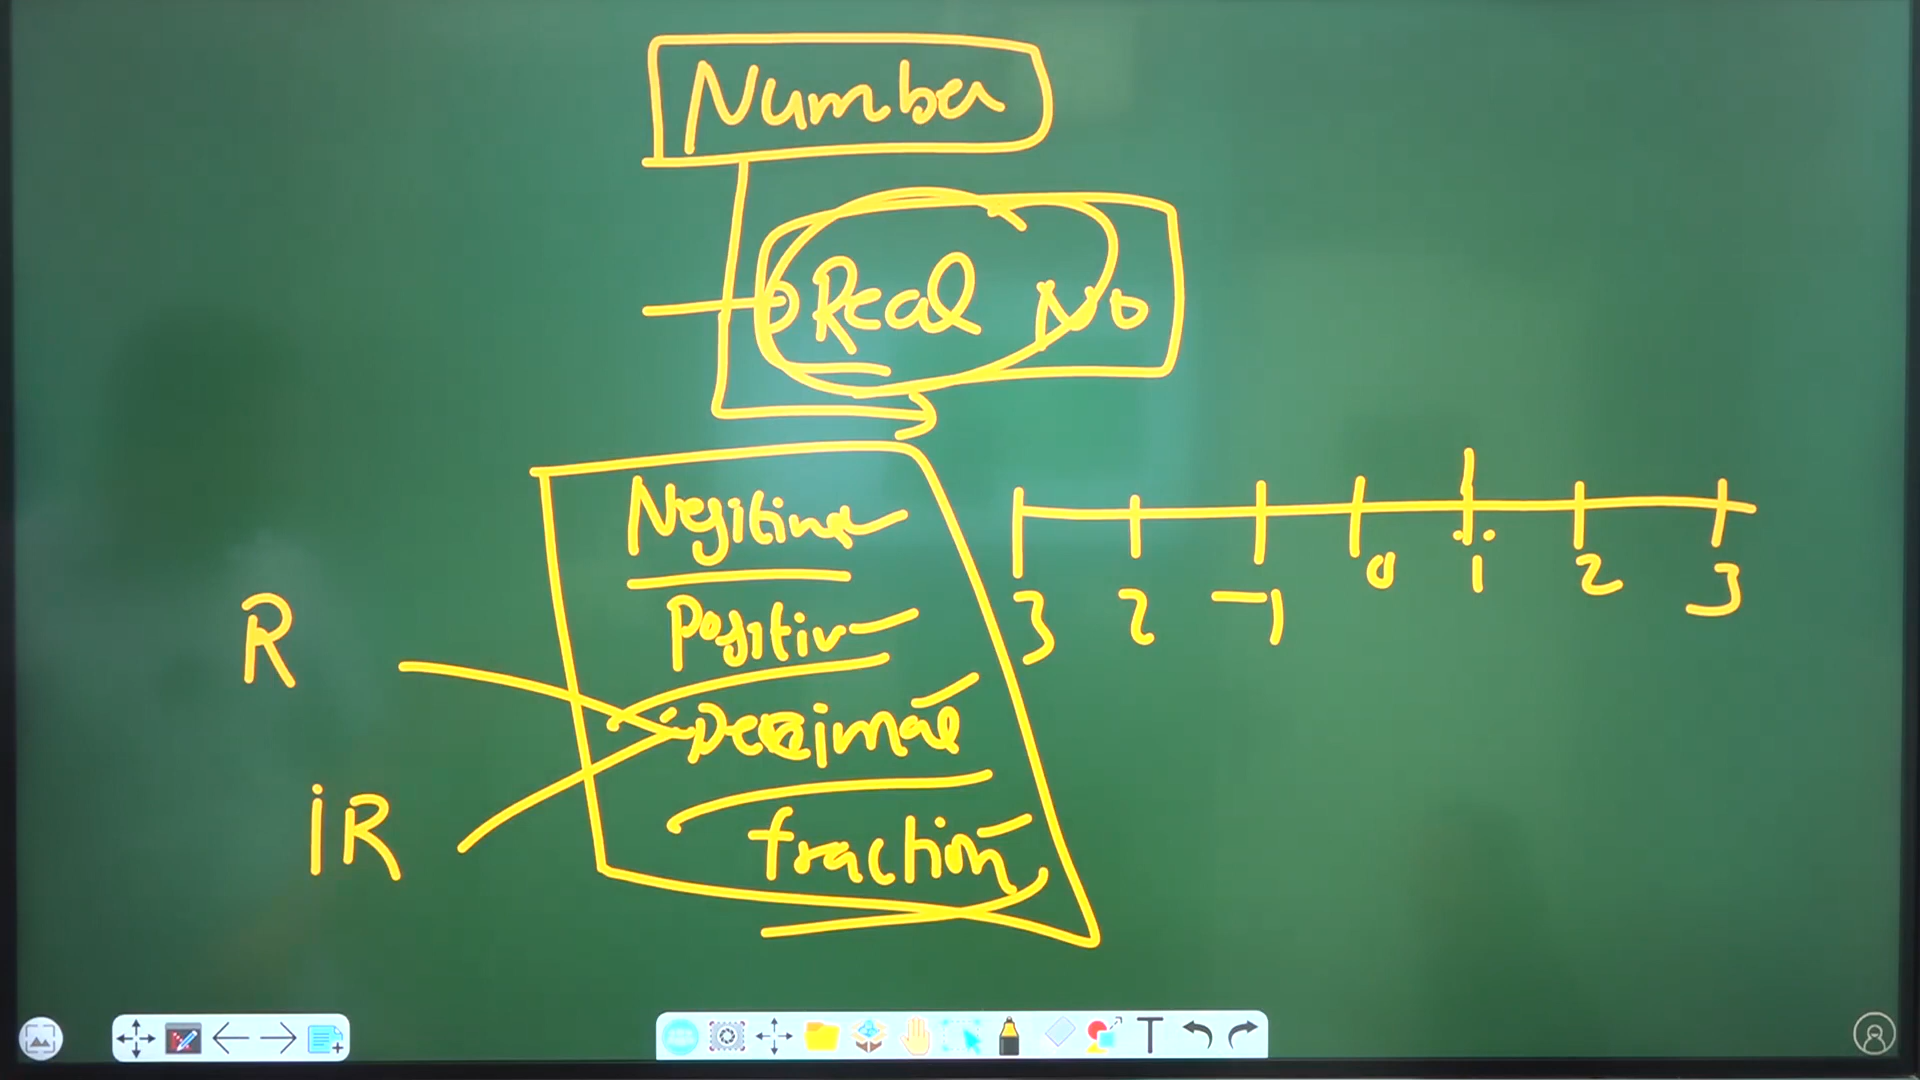 Number
Real No
Negitive
Positiv
Decimal
fraction
R
iR
0 1 2 3
3 2 -1
T